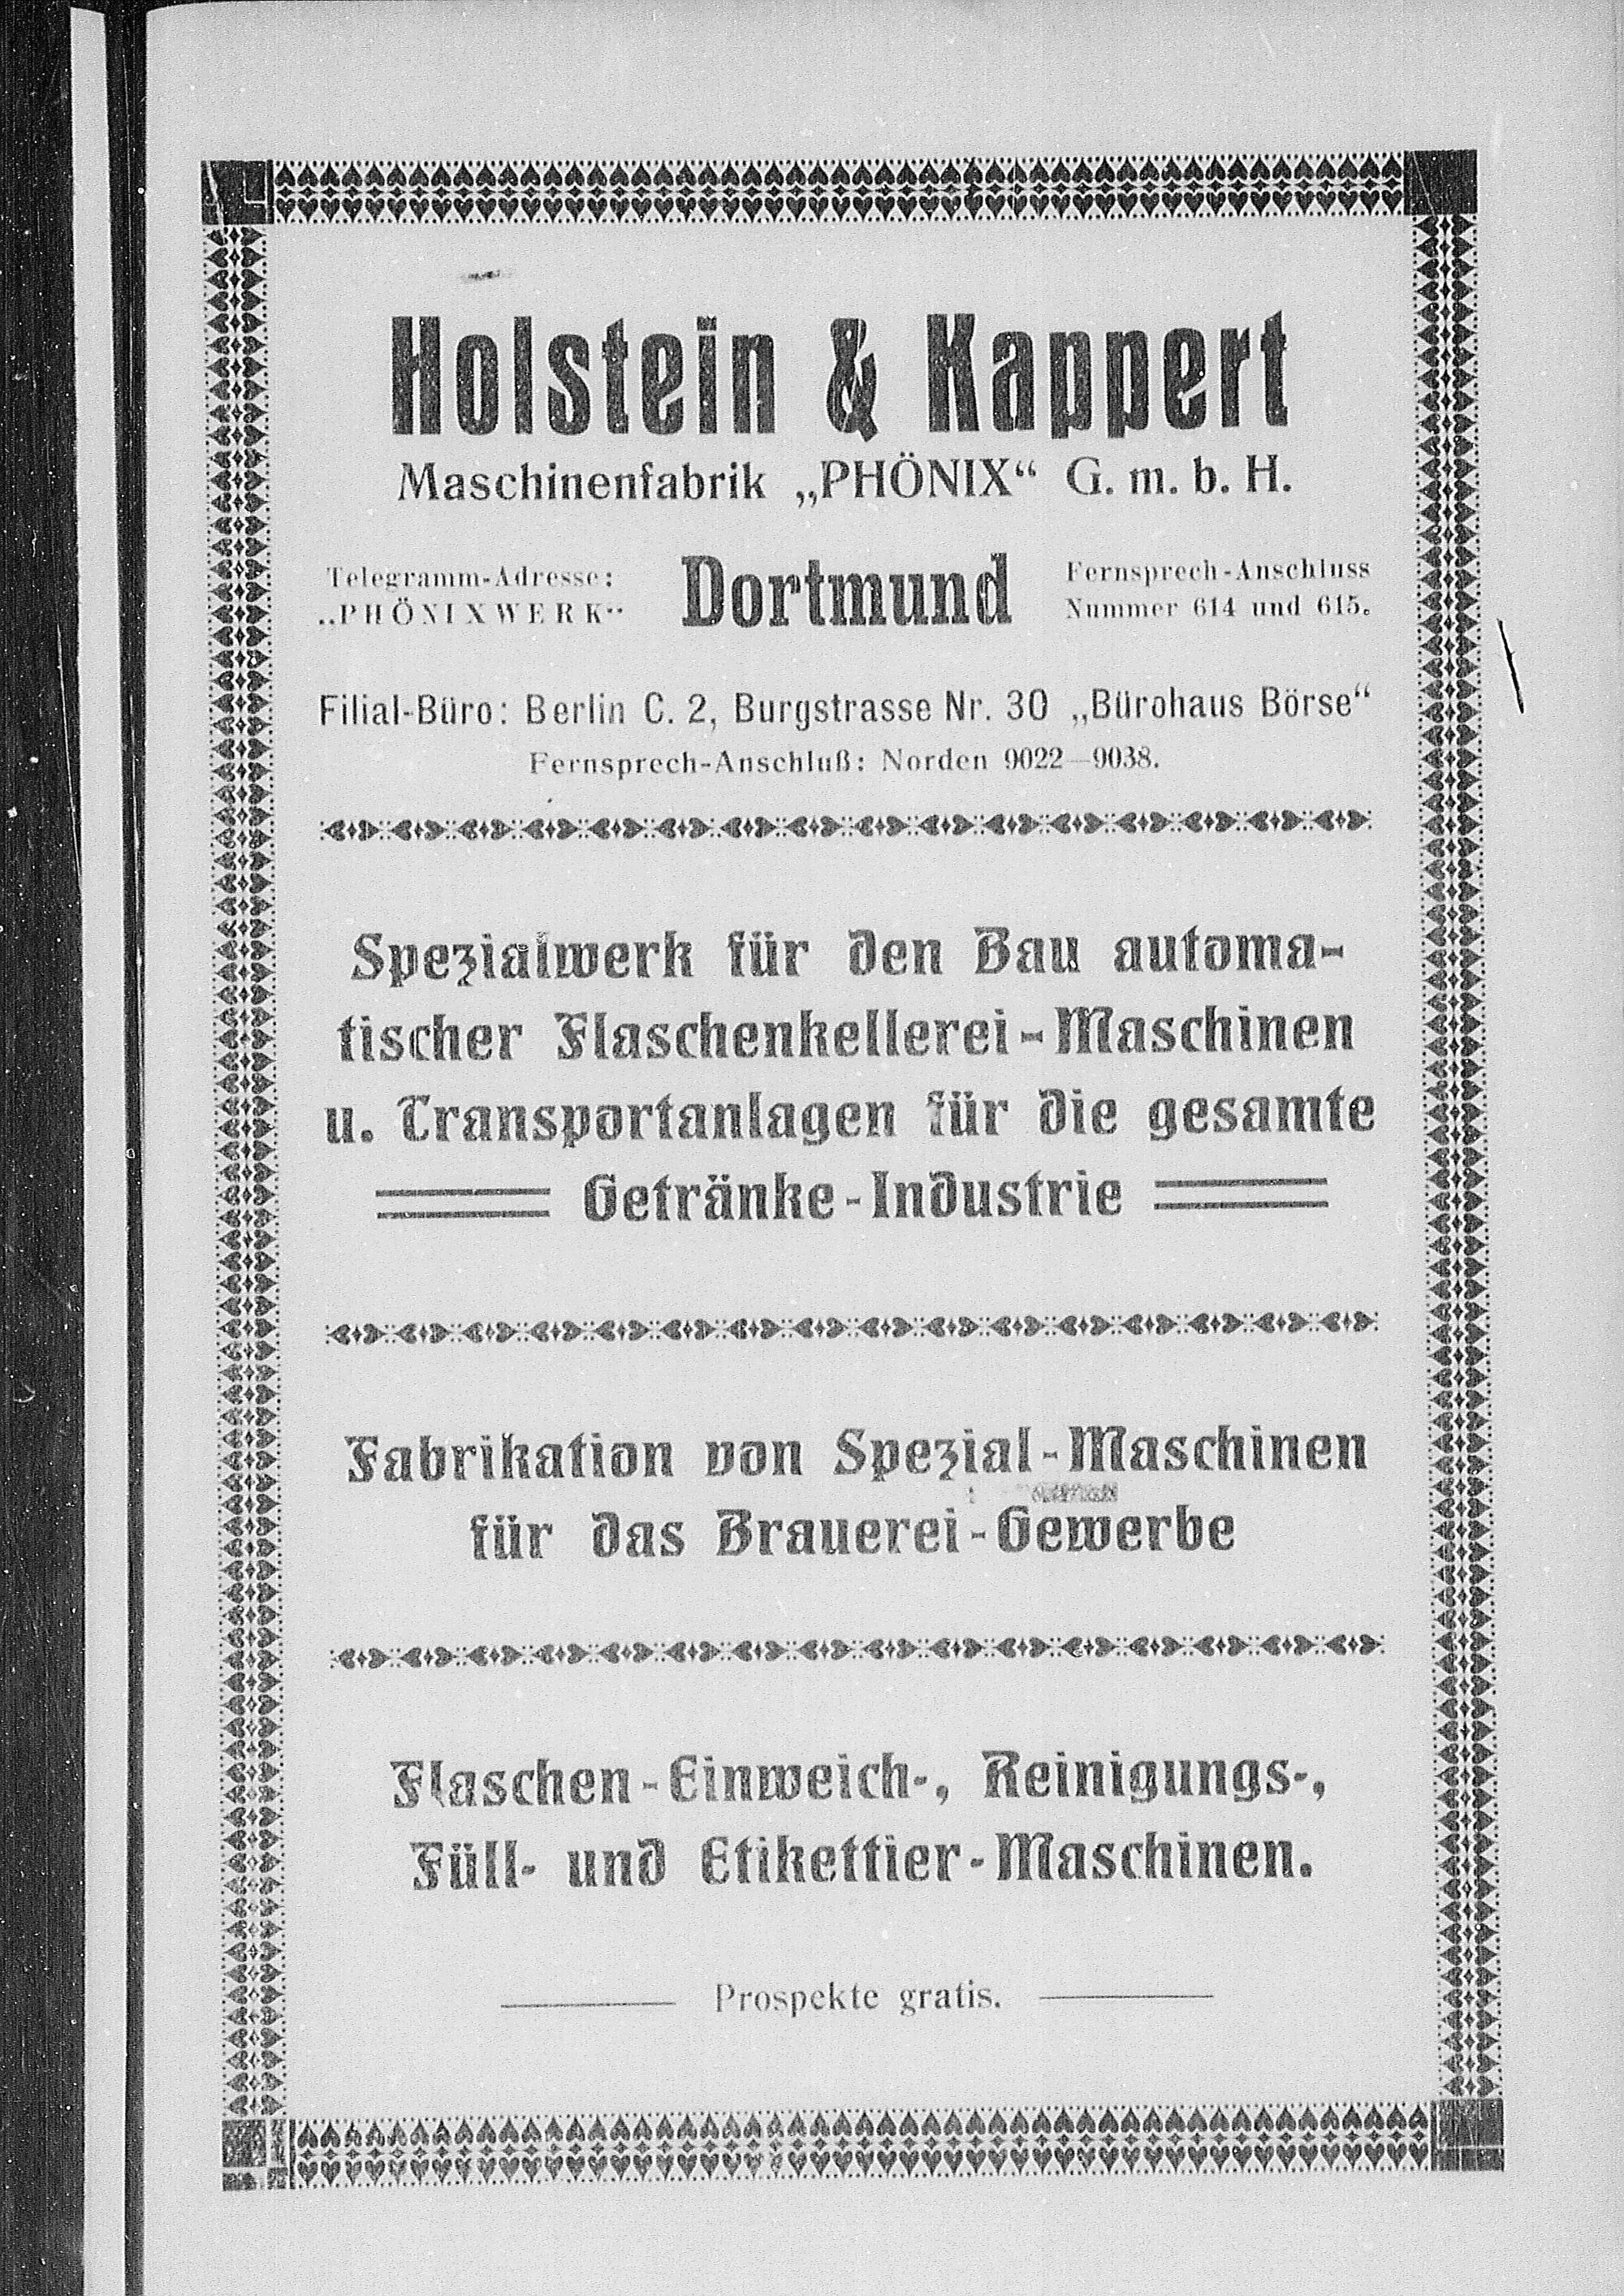 Holstein & Kappert
Maschinenfabrik „PHÖNIX“ G. m. b. H.
Telegramm-Adresse:
„PHÖNIXWERK“
Dortmund
Fernsprech-Anschluss
Nummer 614 und 615.
Filial-Büro: Berlin C. 2, Burgstrasse Nr. 30 „Bürohaus Börse“
Fernsprech-Anschluß: Norden 9022—9038.
Spezialwerk für den Bau automa-
tischer Flaschenkellerei-Maschinen
u. Transportanlagen für die gesamte
Getränke-Industrie
Fabrikation von Spezial-Maschinen
für das Brauerei-Gewerbe
Flaschen-Einweich-, Reinigungs-,
Füll- und Etikettier-Maschinen.
Prospekte gratis.